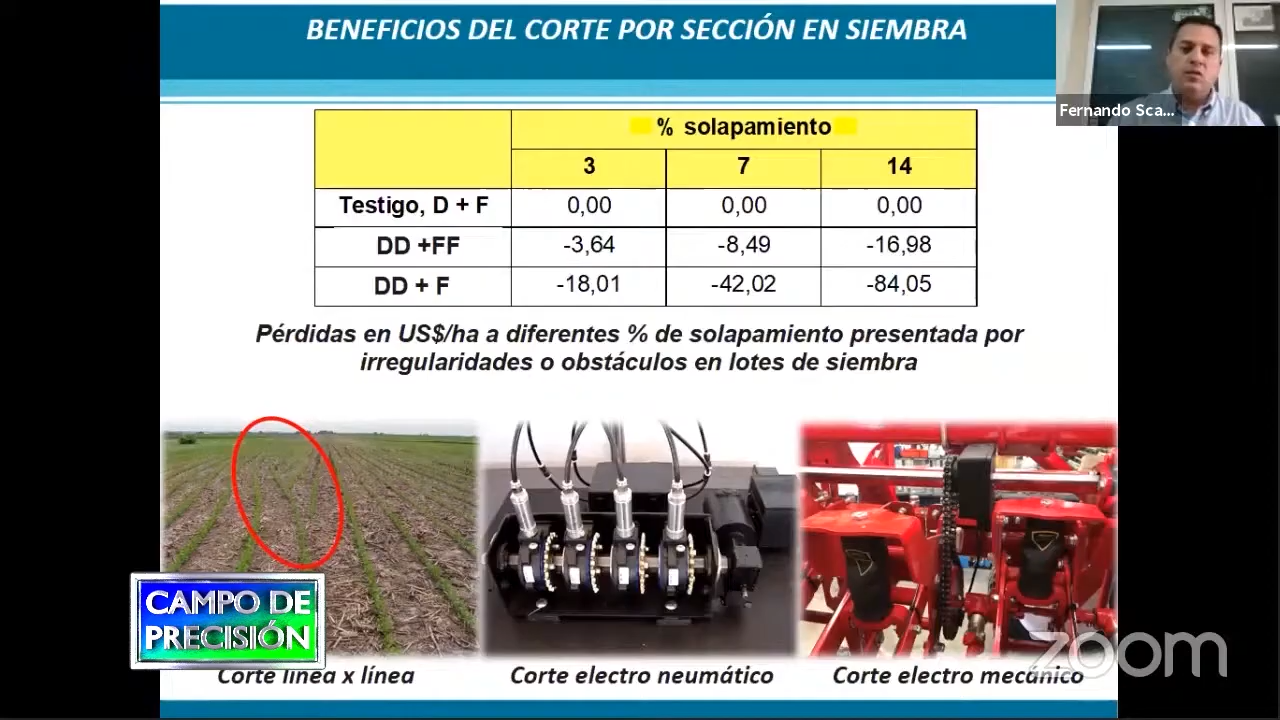 BENEFICIOS DEL CORTE POR SECCIÓN EN SIEMBRA
Fernando Sca...
% solapamiento
3 7 14
Testigo, D + F 0,00 0,00 0,00
DD +FF -3,64 -8,49 -16,98
DD + F -18,01 -42,02 -84,05
Pérdidas en US$/ha a diferentes % de solapamiento presentada por
irregularidades o obstáculos en lotes de siembra
CAMPO DE
PRECISIÓN
zoom
Corte línea x línea
Corte electro neumático
Corte electro mecánico